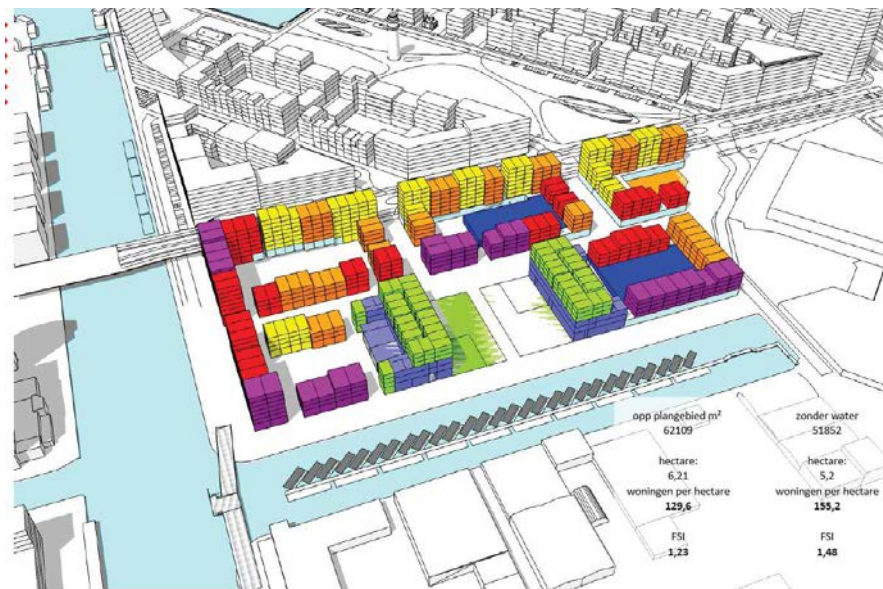 opp plangebied m²
62109
hectare:
6,21
woningen per hectare
129,6
FSI
1,23
zonder water
51852
hectare:
5,2
woningen per hectare
155,2
FSI
1,48